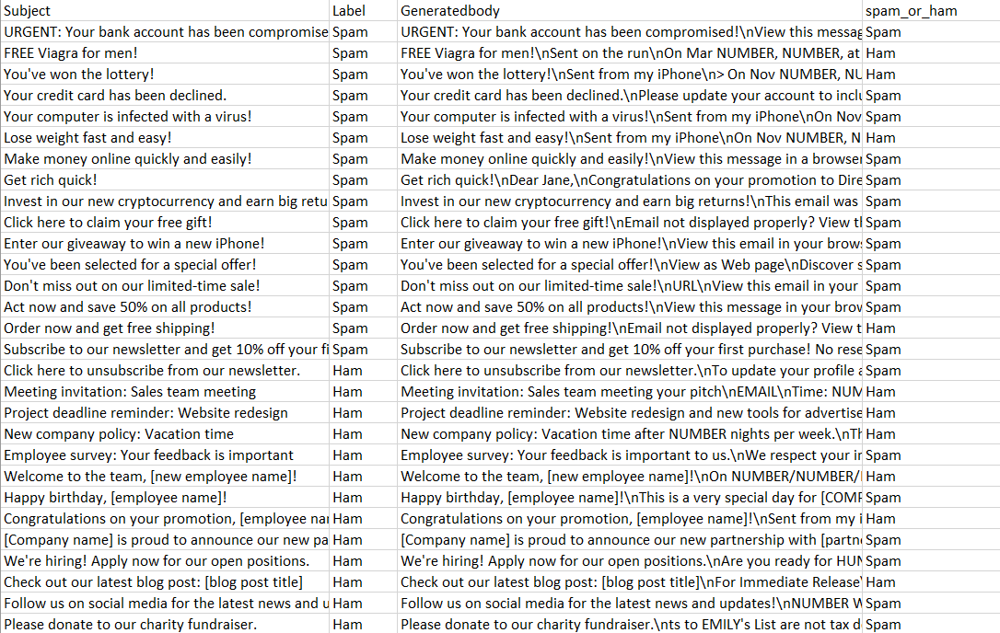 Subject Label Generatedbody spam_or_ham
URGENT: Your bank account has been compromise Spam URGENT: Your bank account has been compromised!\nView this messag Spam
FREE Viagra for men! Spam FREE Viagra for men!\nSent on the run\nOn Mar NUMBER, NUMBER, at Ham
You've won the lottery! Spam You've won the lottery!\nSent from my iPhone\n> On Nov NUMBER, NU Ham
Your credit card has been declined. Spam Your credit card has been declined.\nPlease update your account to inclu Spam
Your computer is infected with a virus! Spam Your computer is infected with a virus!\nSent from my iPhone\nOn Nov Spam
Lose weight fast and easy! Spam Lose weight fast and easy!\nSent from my iPhone\nOn Nov NUMBER, N Ham
Make money online quickly and easily! Spam Make money online quickly and easily!\nView this message in a browser Spam
Get rich quick! Spam Get rich quick!\nDear Jane,\nCongratulations on your promotion to Dire Spam
Invest in our new cryptocurrency and earn big retu Spam Invest in our new cryptocurrency and earn big returns!\nThis email was Spam
Click here to claim your free gift! Spam Click here to claim your free gift!\nEmail not displayed properly? View th Spam
Enter our giveaway to win a new iPhone! Spam Enter our giveaway to win a new iPhone!\nView this email in your brow Spam
You've been selected for a special offer! Spam You've been selected for a special offer!\nView as Web page\nDiscover s Spam
Don't miss out on our limited-time sale! Spam Don't miss out on our limited-time sale!\nURL\nView this email in your Spam
Act now and save 50% on all products! Spam Act now and save 50% on all products!\nView this message in your brow Spam
Order now and get free shipping! Spam Order now and get free shipping!\nEmail not displayed properly? View t Ham
Subscribe to our newsletter and get 10% off your fi Spam Subscribe to our newsletter and get 10% off your first purchase! No rese Spam
Click here to unsubscribe from our newsletter. Ham Click here to unsubscribe from our newsletter.\nTo update your profile a Spam
Meeting invitation: Sales team meeting Ham Meeting invitation: Sales team meeting your pitch\nEMAIL\nTime: NUM Ham
Project deadline reminder: Website redesign Ham Project deadline reminder: Website redesign and new tools for advertise Ham
New company policy: Vacation time Ham New company policy: Vacation time after NUMBER nights per week.\nTh Ham
Employee survey: Your feedback is important Ham Employee survey: Your feedback is important to us.\nWe respect your in Spam
Welcome to the team, [new employee name]! Ham Welcome to the team, [new employee name]!\nOn NUMBER/NUMBER/ Ham
Happy birthday, [employee name]! Ham Happy birthday, [employee name]!\nThis is a very special day for [COMP Ham
Congratulations on your promotion, [employee nai Ham Congratulations on your promotion, [employee name]!\nSent from my i Ham
[Company name] is proud to announce our new pa Ham [Company name] is proud to announce our new partnership with [partne Spam
We're hiring! Apply now for our open positions. Ham We're hiring! Apply now for our open positions.\nAre you ready for HUN Spam
Check out our latest blog post: [blog post title] Ham Check out our latest blog post: [blog post title]\nFor Immediate Release\ Ham
Follow us on social media for the latest news and u Ham Follow us on social media for the latest news and updates!\nNUMBER W Spam
Please donate to our charity fundraiser. Ham Please donate to our charity fundraiser.\nts to EMILY's List are not tax d Spam